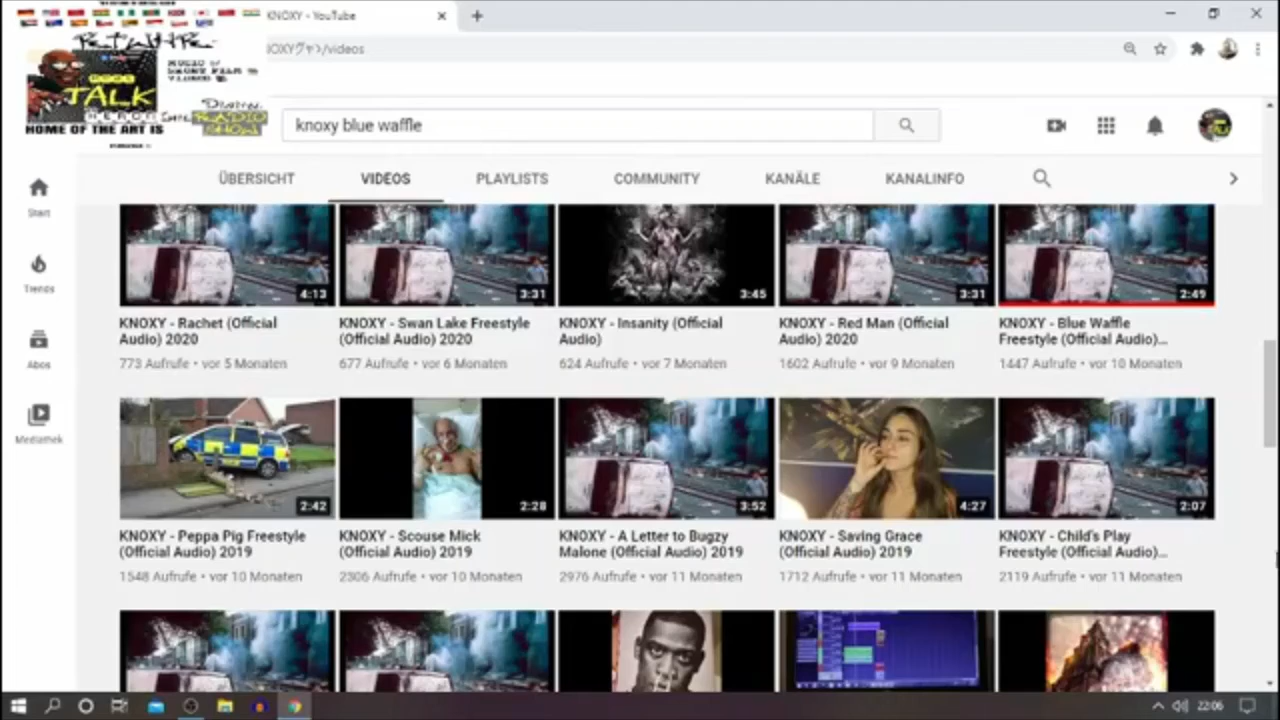 KNOXY - YouTube
/videos
REAL
TALK
HEROE
HOME OF THE ART IS
RADIO
SHOW
knoxy blue waffle
ÜBERSICHT
VIDEOS
PLAYLISTS
COMMUNITY
KANÄLE
KANALINFO
Start
Trends
Abos
Mediathek
4:13
3:31
3:45
3:31
2:49
KNOXY - Rachet (Official
Audio) 2020
773 Aufrufe • vor 5 Monaten
KNOXY - Swan Lake Freestyle
(Official Audio) 2020
677 Aufrufe • vor 6 Monaten
KNOXY - Insanity (Official
Audio)
624 Aufrufe • vor 7 Monaten
KNOXY - Red Man (Official
Audio) 2020
1602 Aufrufe • vor 9 Monaten
KNOXY - Blue Waffle
Freestyle (Official Audio)...
1447 Aufrufe • vor 10 Monaten
2:42
2:28
3:52
4:27
2:07
KNOXY - Peppa Pig Freestyle
(Official Audio) 2019
1548 Aufrufe • vor 10 Monaten
KNOXY - Scouse Mick
(Official Audio) 2019
2306 Aufrufe • vor 10 Monaten
KNOXY - A Letter to Bugzy
Malone (Official Audio) 2019
2976 Aufrufe • vor 11 Monaten
KNOXY - Saving Grace
(Official Audio) 2019
1712 Aufrufe • vor 11 Monaten
KNOXY - Child's Play
Freestyle (Official Audio)...
2119 Aufrufe • vor 11 Monaten
22:06